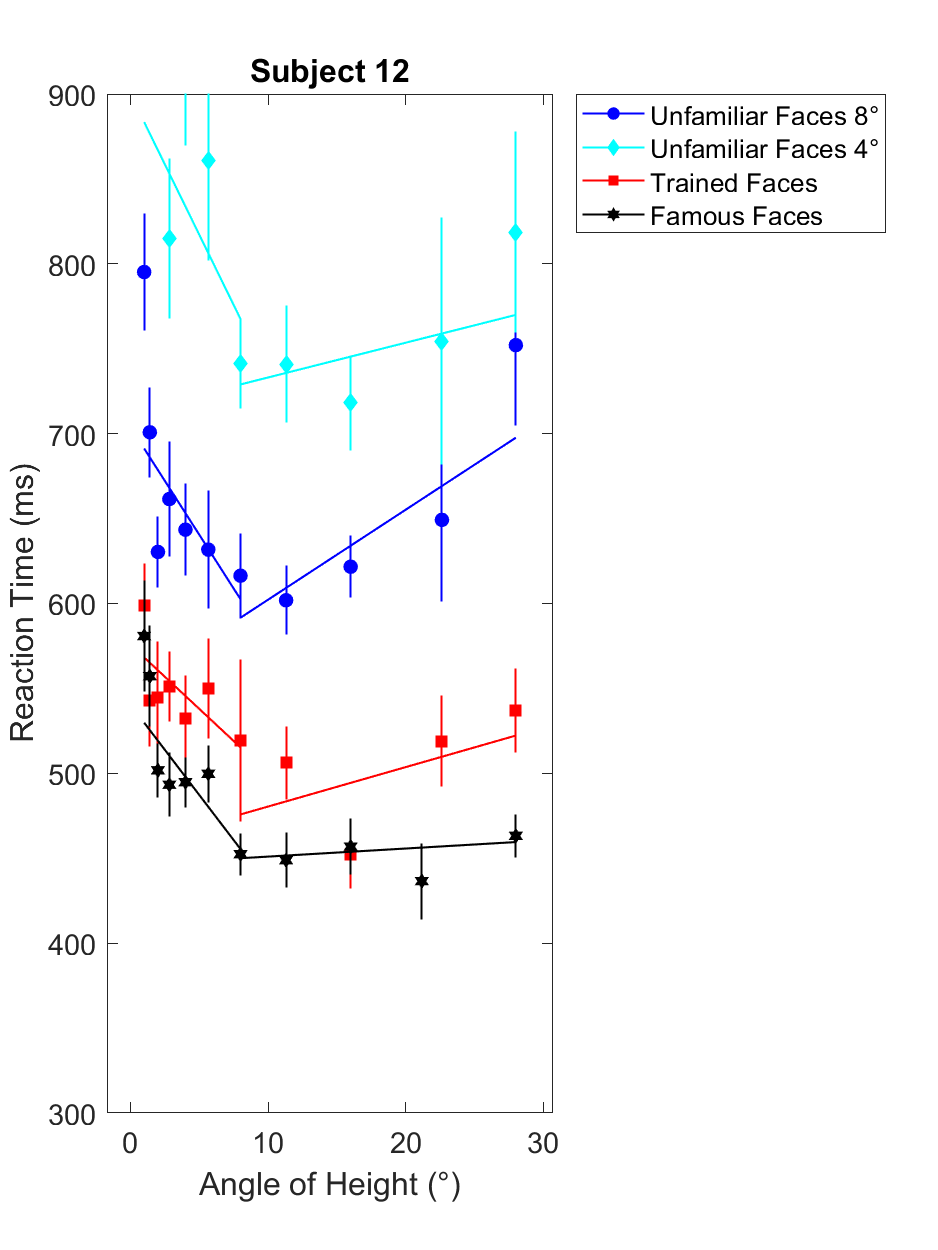 Subject 12
900
800
700
600
500
400
300
Reaction Time (ms)
0 10 20 30
Angle of Height (°)
Unfamiliar Faces 8°
Unfamiliar Faces 4°
Trained Faces
Famous Faces